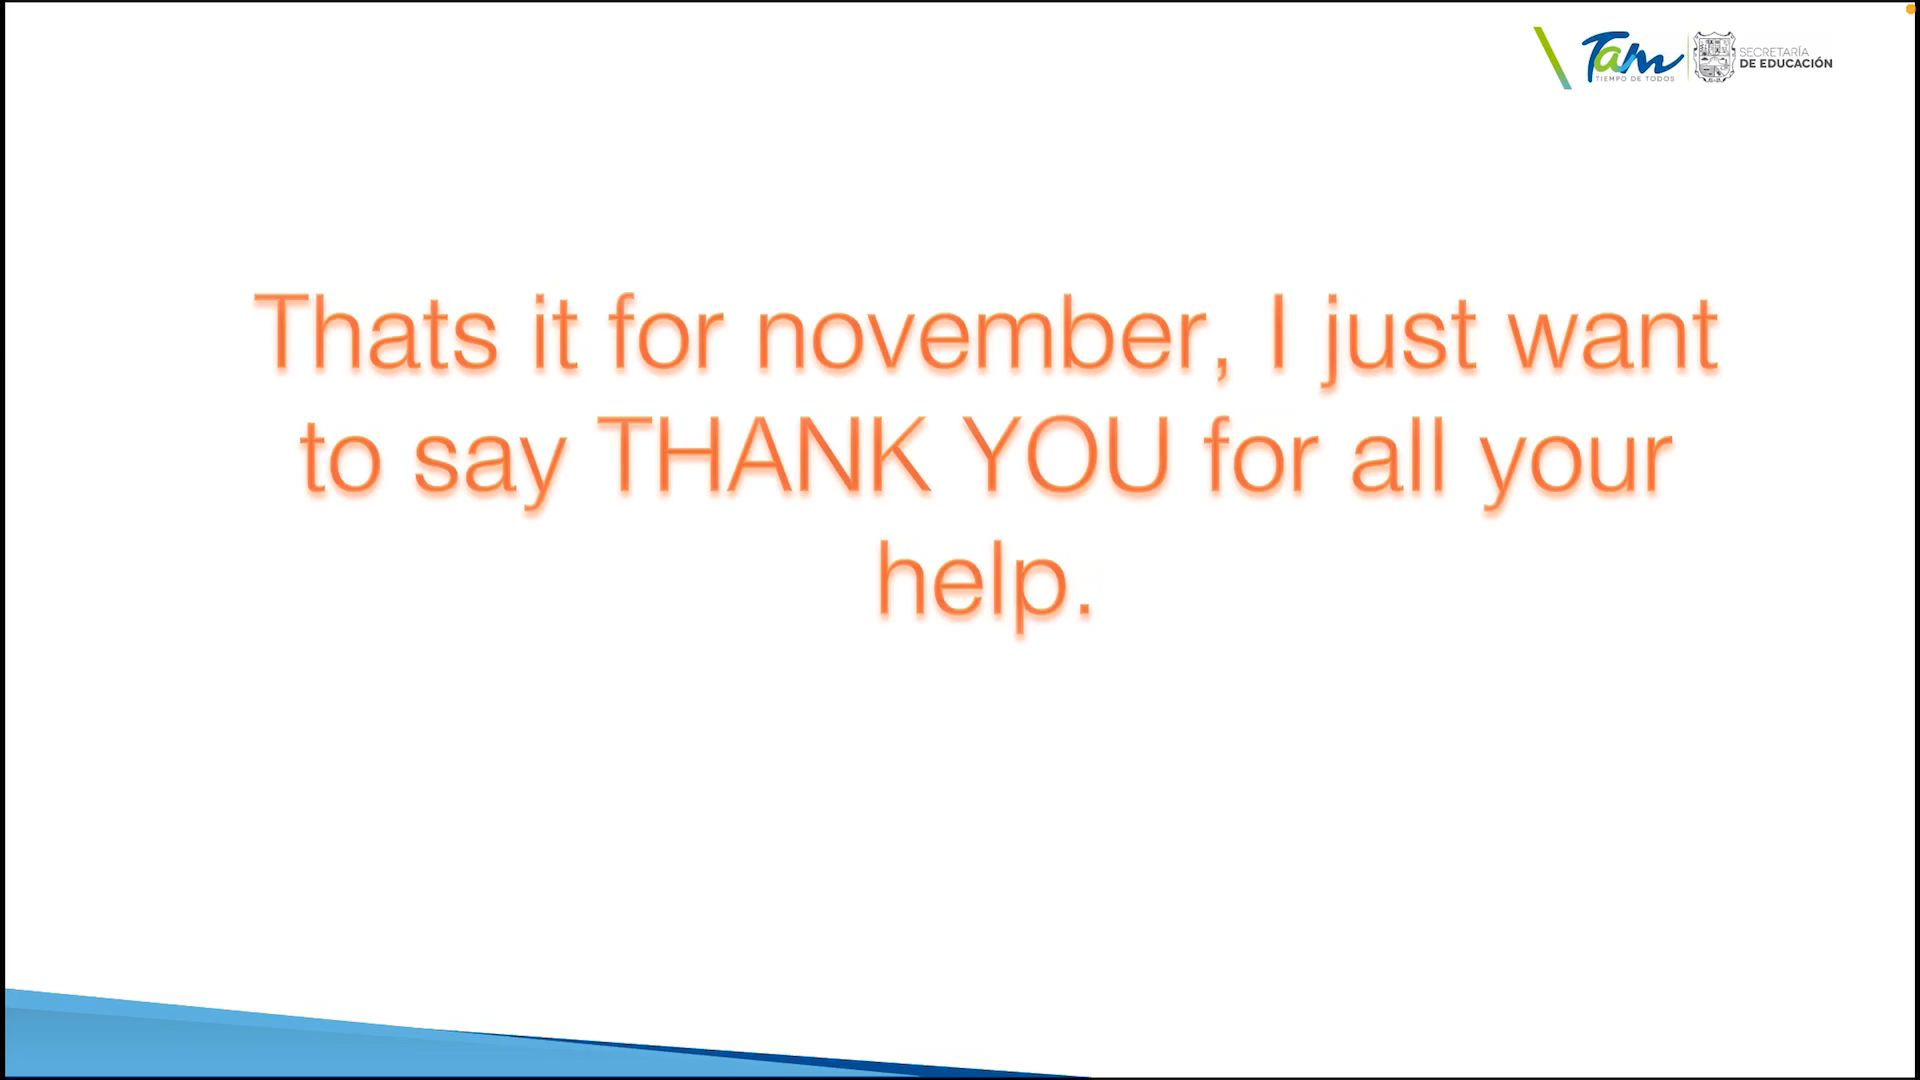 Tam
TIEMPO DE TODOS
SECRETARÍA
DE EDUCACIÓN
Thats it for november, I just want
to say THANK YOU for all your
help.